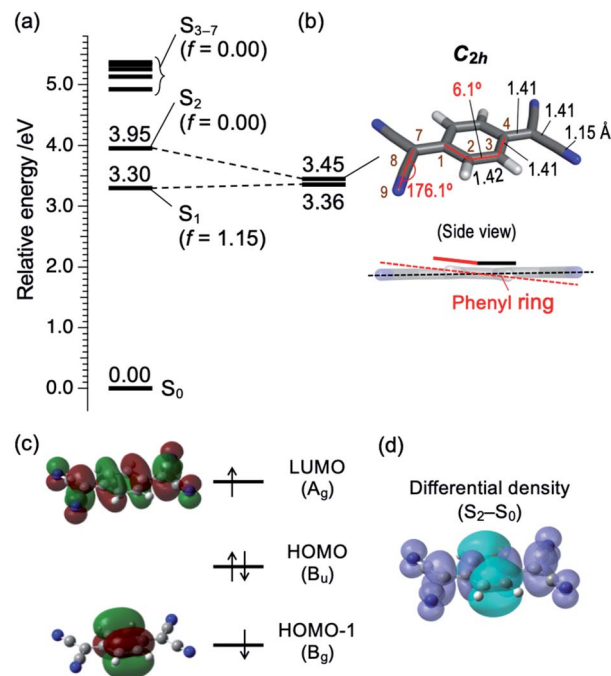 (a)
Relative energy /eV
5.0
4.0
3.0
2.0
1.0
0.0
S3–7
(f = 0.00)
S2
3.95
(f = 0.00)
3.30
S1
(f = 1.15)
0.00
S0
3.45
3.36
(b)
C2h
6.1º
1.41
1.41
1.15 Å
4
7
3
2
1
8
1.42
1.41
9
176.1º
(Side view)
Phenyl ring
(c)
LUMO
(Ag)
HOMO
(Bu)
HOMO-1
(Bg)
(d)
Differential density
(S2–S0)